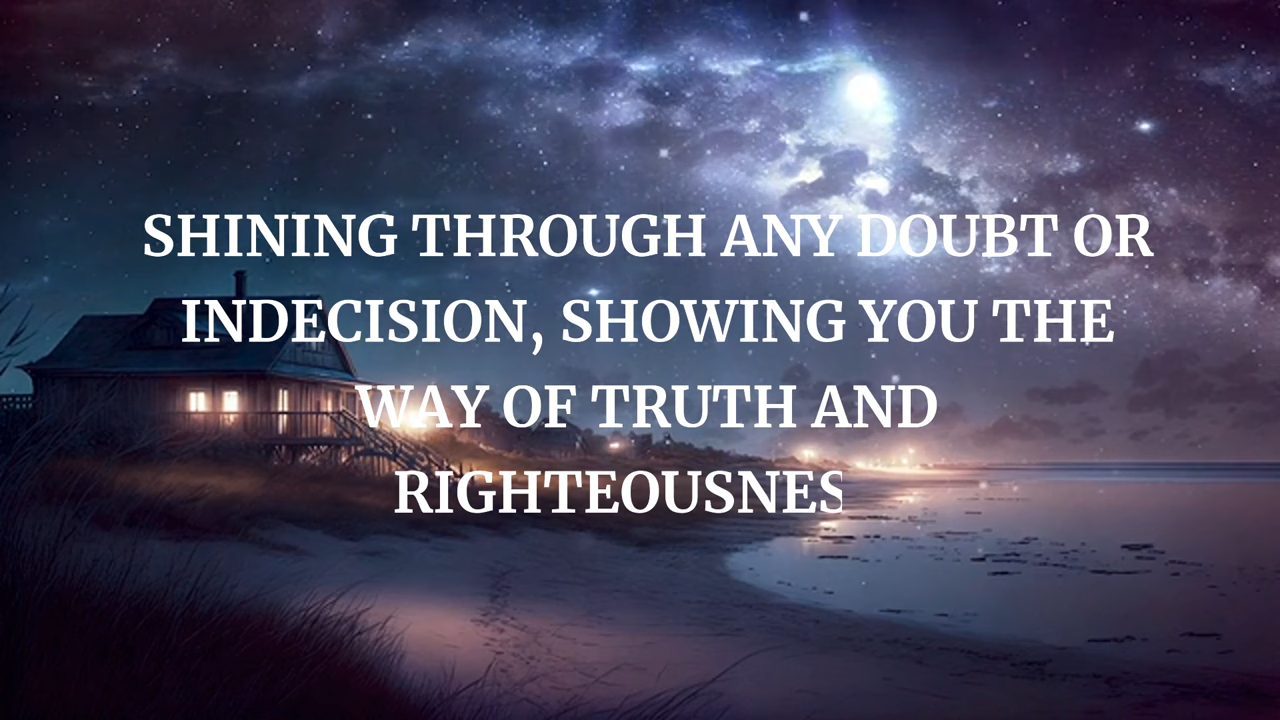 SHINING THROUGH ANY DOUBT OR
INDECISION, SHOWING YOU THE
WAY OF TRUTH AND
RIGHTEOUSNES